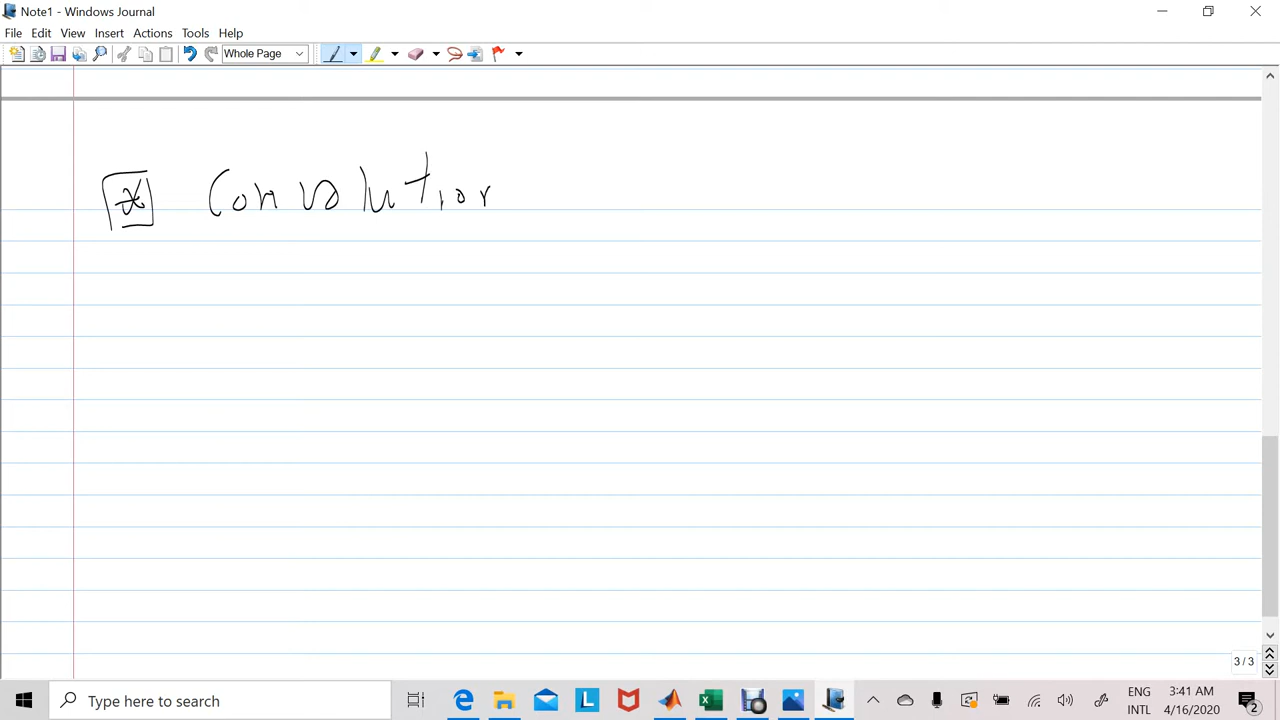 Note1 - Windows Journal
File Edit View Insert Actions Tools Help
Whole Page
* Convolution
3 / 3
Type here to search
L
ENG
INTL
3:41 AM
4/16/2020
2